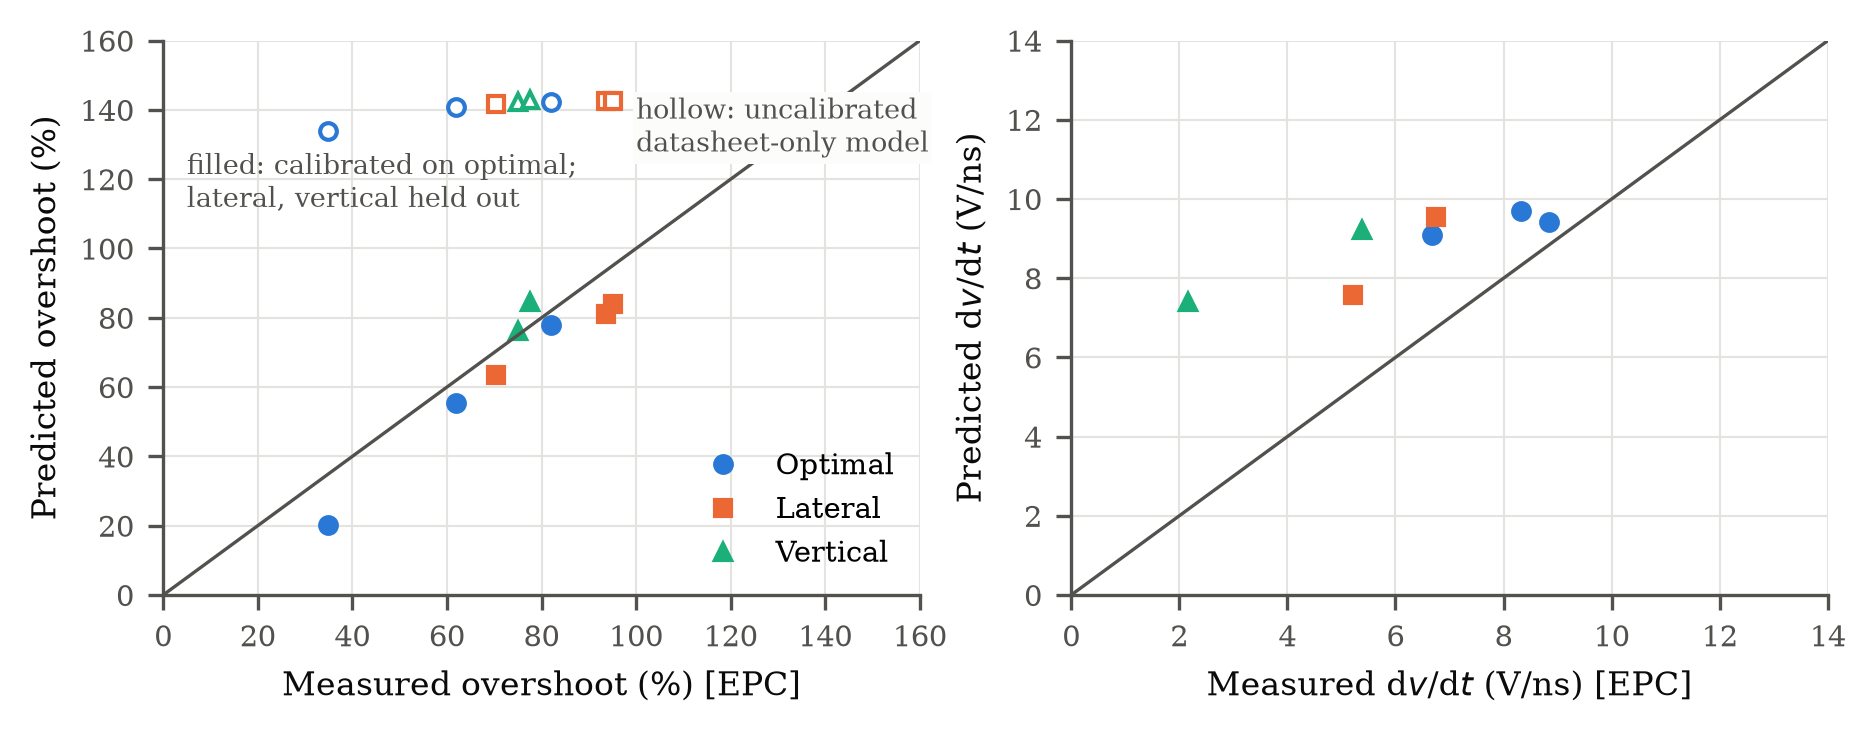 160
140
120
100
80
60
40
20
0
0 20 40 60 80 100 120 140 160
Predicted overshoot (%)
Measured overshoot (%) [EPC]
hollow: uncalibrated
datasheet-only model
filled: calibrated on optimal;
lateral, vertical held out
Optimal
Lateral
Vertical
14
12
10
8
6
4
2
0
0 2 4 6 8 10 12 14
Predicted dv/dt (V/ns)
Measured dv/dt (V/ns) [EPC]